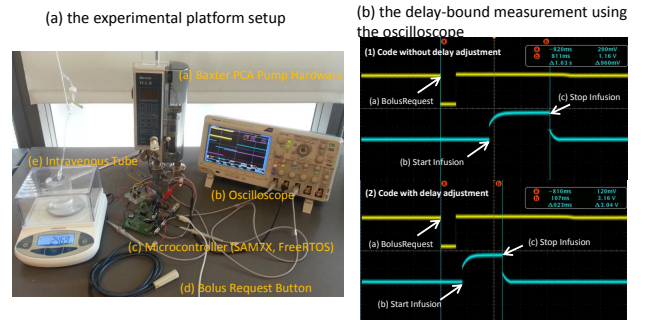 (a) the experimental platform setup
(b) the delay-bound measurement using
the oscilloscope
(a) Baxter PCA Pump Hardware
(e) Intravenous Tube
(b) Oscilloscope
(c) Microcontroller (SAM7X, FreeRTOS)
(d) Bolus Request Button
(1) Code without delay adjustment
a -820ms 200mV
b 811ms 1.16 V
Δ1.63 s Δ960mV
(a) BolusRequest
(c) Stop Infusion
(b) Start Infusion
(2) Code with delay adjustment
a -816ms 120mV
b 107ms 3.16 V
Δ923ms Δ3.04 V
(a) BolusRequest
(c) Stop Infusion
(b) Start Infusion